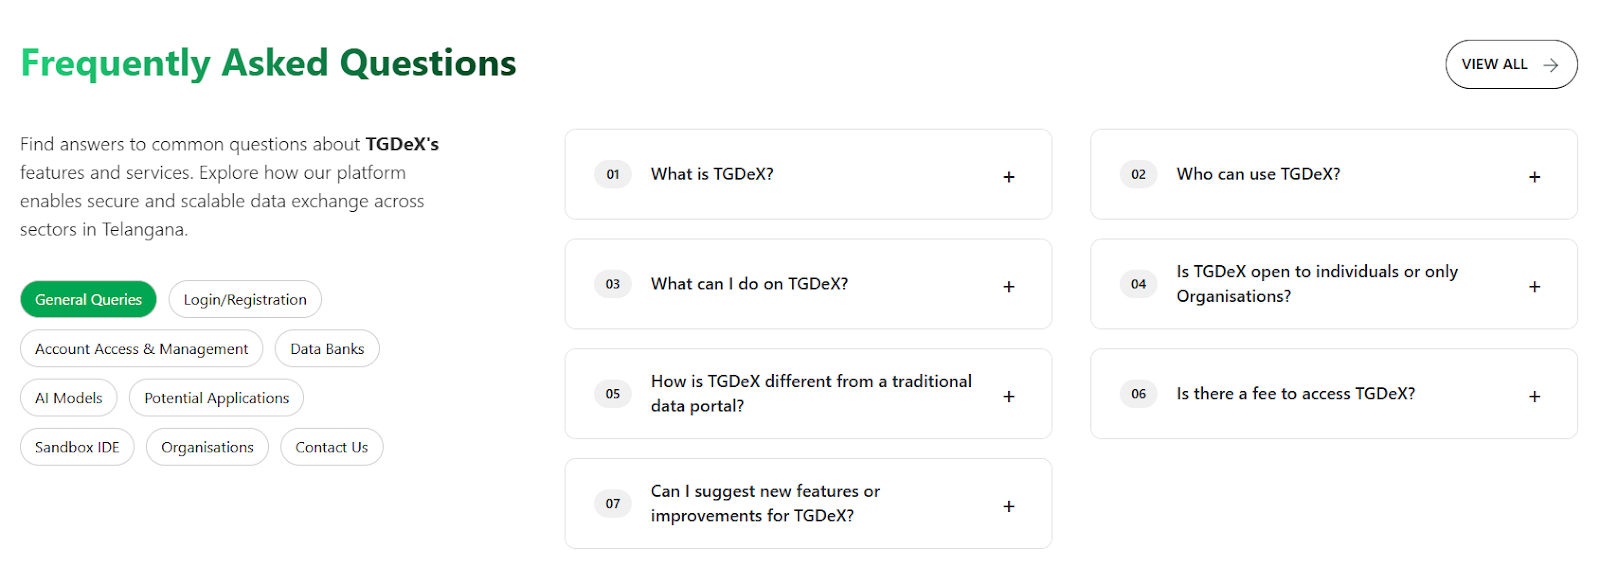 Frequently Asked Questions
VIEW ALL
Find answers to common questions about TGDeX's
features and services. Explore how our platform
enables secure and scalable data exchange across
sectors in Telangana.
General Queries
Login/Registration
Account Access & Management
Data Banks
AI Models
Potential Applications
Sandbox IDE
Organisations
Contact Us
01
What is TGDeX?
02
Who can use TGDeX?
03
What can I do on TGDeX?
04
Is TGDeX open to individuals or only
Organisations?
05
How is TGDeX different from a traditional
data portal?
06
Is there a fee to access TGDeX?
07
Can I suggest new features or
improvements for TGDeX?